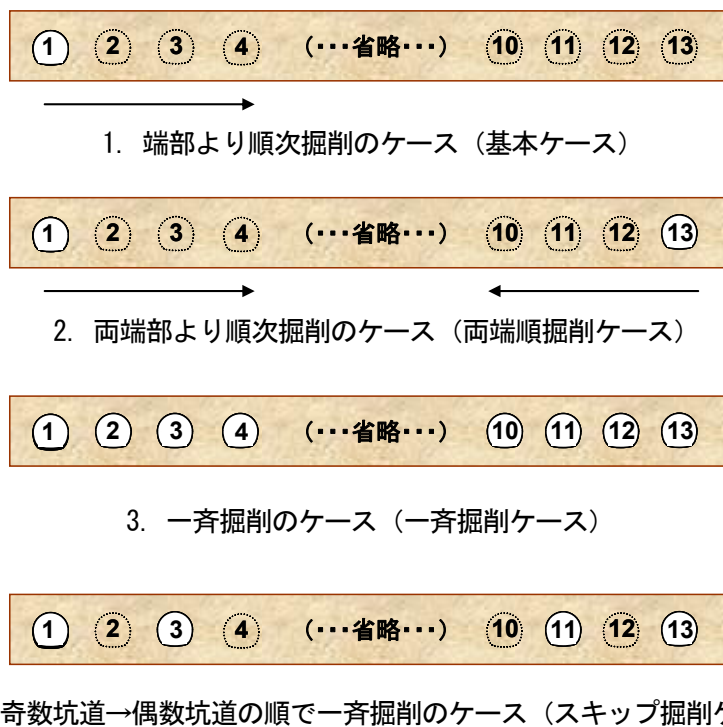 1 2 3 4 (・・・省略・・・) 10 11 12 13
1. 端部より順次掘削のケース（基本ケース）
1 2 3 4 (・・・省略・・・) 10 11 12 13
2. 両端部より順次掘削のケース（両端順掘削ケース）
1 2 3 4 (・・・省略・・・) 10 11 12 13
3. 一斉掘削のケース（一斉掘削ケース）
1 2 3 4 (・・・省略・・・) 10 11 12 13
奇数坑道→偶数坑道の順で一斉掘削のケース（スキップ掘削